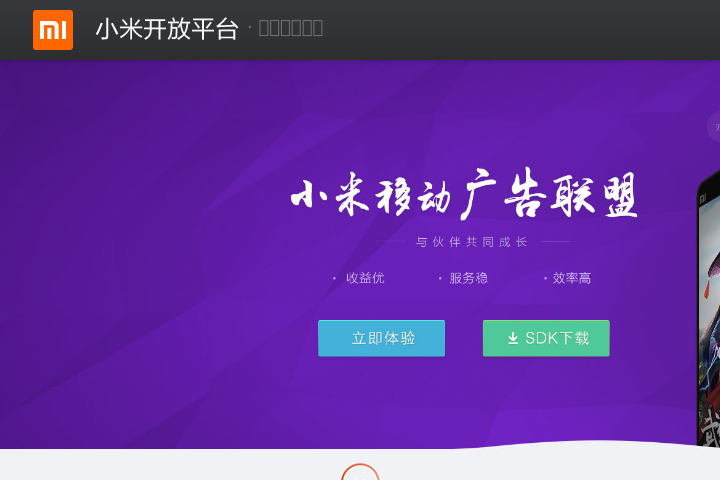 小米开放平台
小米移动广告联盟
与伙伴共同成长
· 收益优 · 服务稳 · 效率高
立即体验 SDK下载